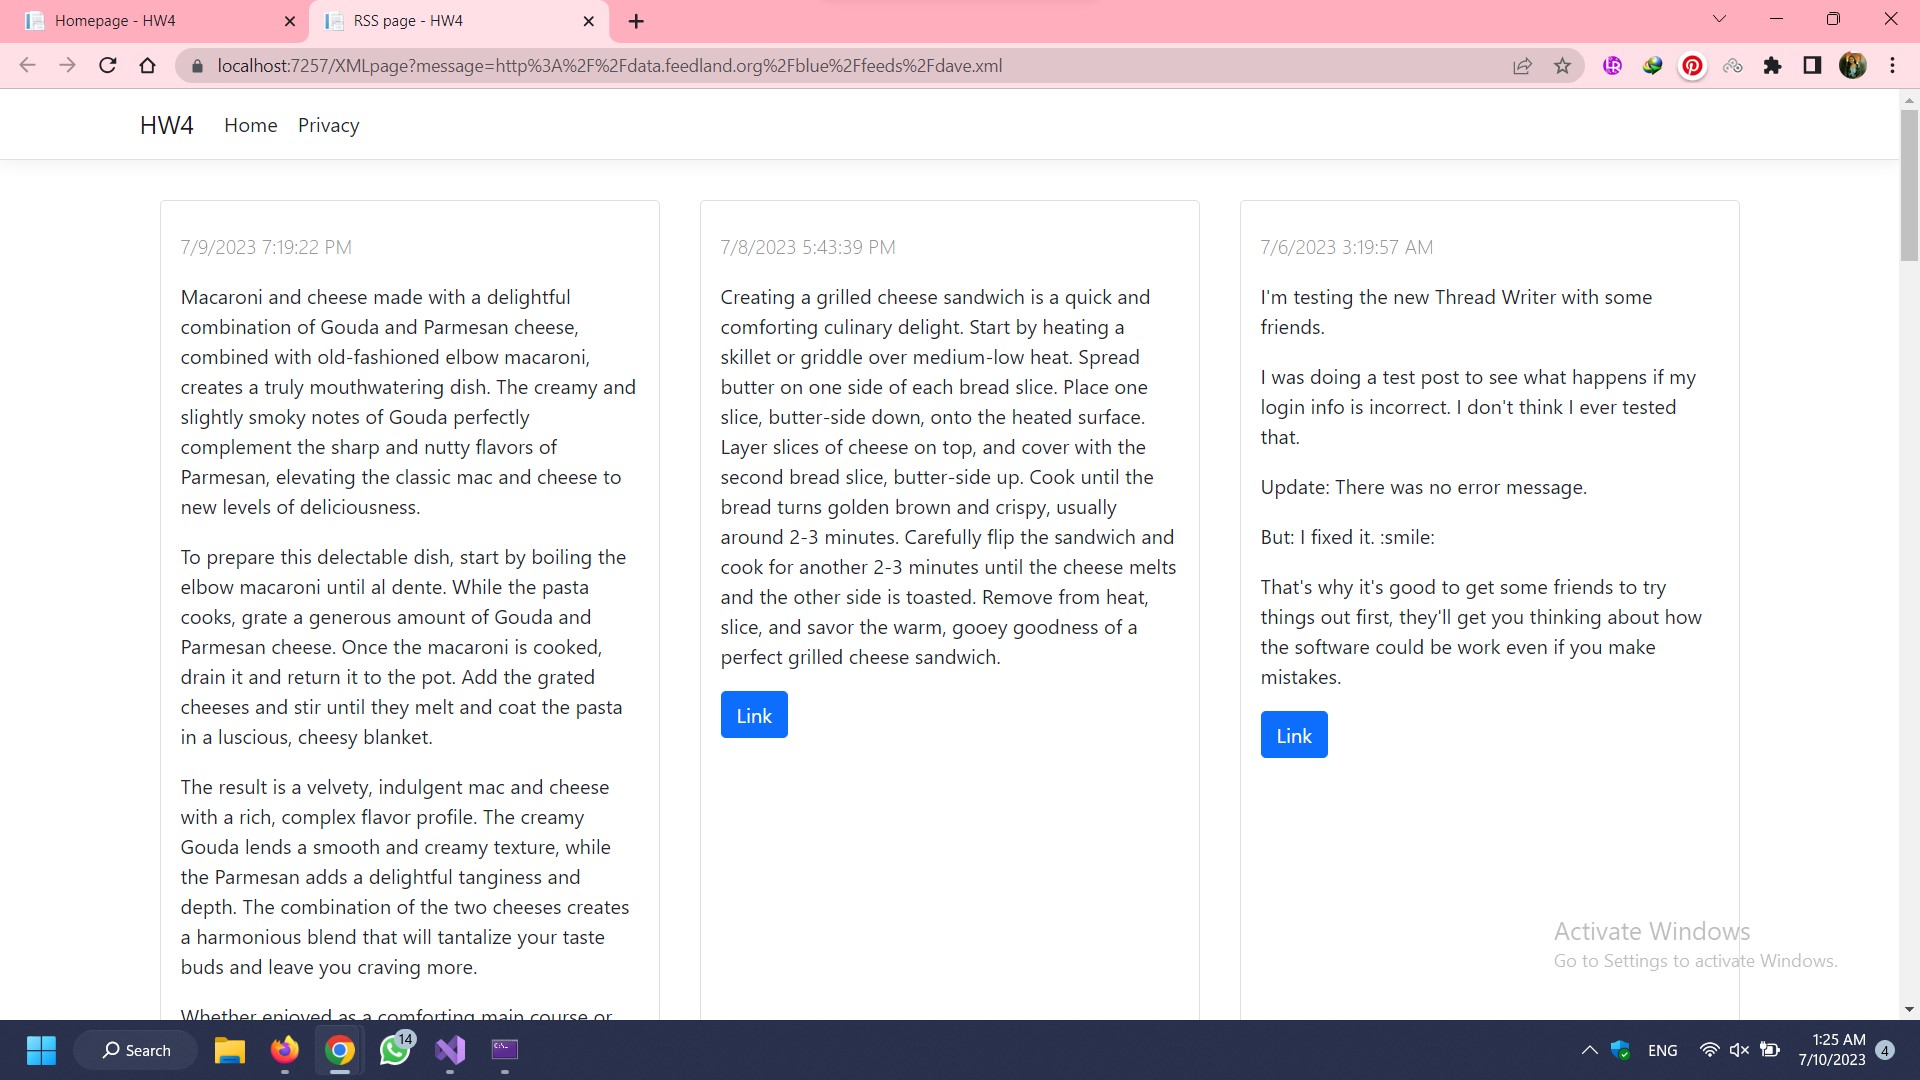 Homepage - HW4
RSS page - HW4
localhost:7257/XMLpage?message=http%3A%2F%2Fdata.feedland.org%2Fblue%2Ffeeds%2Fdave.xml
HW4 Home Privacy
7/9/2023 7:19:22 PM
Macaroni and cheese made with a delightful
combination of Gouda and Parmesan cheese,
combined with old-fashioned elbow macaroni,
creates a truly mouthwatering dish. The creamy and
slightly smoky notes of Gouda perfectly
complement the sharp and nutty flavors of
Parmesan, elevating the classic mac and cheese to
new levels of deliciousness.
To prepare this delectable dish, start by boiling the
elbow macaroni until al dente. While the pasta
cooks, grate a generous amount of Gouda and
Parmesan cheese. Once the macaroni is cooked,
drain it and return it to the pot. Add the grated
cheeses and stir until they melt and coat the pasta
in a luscious, cheesy blanket.
The result is a velvety, indulgent mac and cheese
with a rich, complex flavor profile. The creamy
Gouda lends a smooth and creamy texture, while
the Parmesan adds a delightful tanginess and
depth. The combination of the two cheeses creates
a harmonious blend that will tantalize your taste
buds and leave you craving more.
Whether enjoyed as a comforting main course or
7/8/2023 5:43:39 PM
Creating a grilled cheese sandwich is a quick and
comforting culinary delight. Start by heating a
skillet or griddle over medium-low heat. Spread
butter on one side of each bread slice. Place one
slice, butter-side down, onto the heated surface.
Layer slices of cheese on top, and cover with the
second bread slice, butter-side up. Cook until the
bread turns golden brown and crispy, usually
around 2-3 minutes. Carefully flip the sandwich and
cook for another 2-3 minutes until the cheese melts
and the other side is toasted. Remove from heat,
slice, and savor the warm, gooey goodness of a
perfect grilled cheese sandwich.
Link
7/6/2023 3:19:57 AM
I'm testing the new Thread Writer with some
friends.
I was doing a test post to see what happens if my
login info is incorrect. I don't think I ever tested
that.
Update: There was no error message.
But: I fixed it. :smile:
That's why it's good to get some friends to try
things out first, they'll get you thinking about how
the software could be work even if you make
mistakes.
Link
Activate Windows
Go to Settings to activate Windows.
Search
14
ENG
1:25 AM
7/10/2023
4